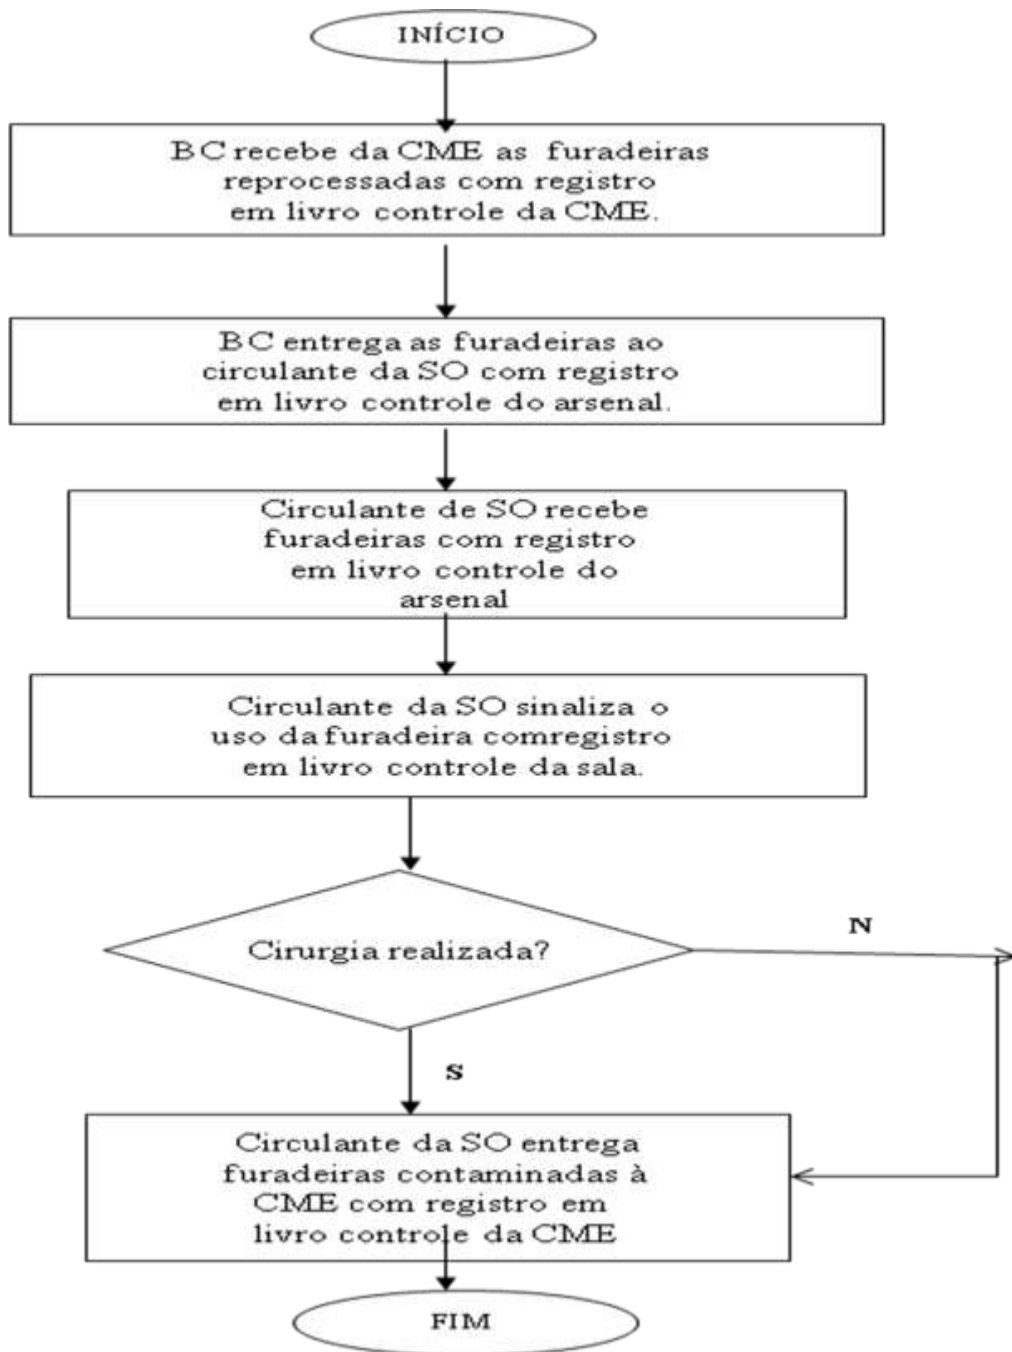 INÍCIO
BC recebe da CME as furadeiras
reprocessadas com registro
em livro controle da CME.
BC entrega as furadeiras ao
circulante da SO com registro
em livro controle do arsenal.
Circulante de SO recebe
furadeiras com registro
em livro controle do
arsenal
Circulante da SO sinaliza o
uso da furadeira comregistro
em livro controle da sala.
Cirurgia realizada?
N
S
Circulante da SO entrega
furadeiras contaminadas à
CME com registro em
livro controle da CME
FIM